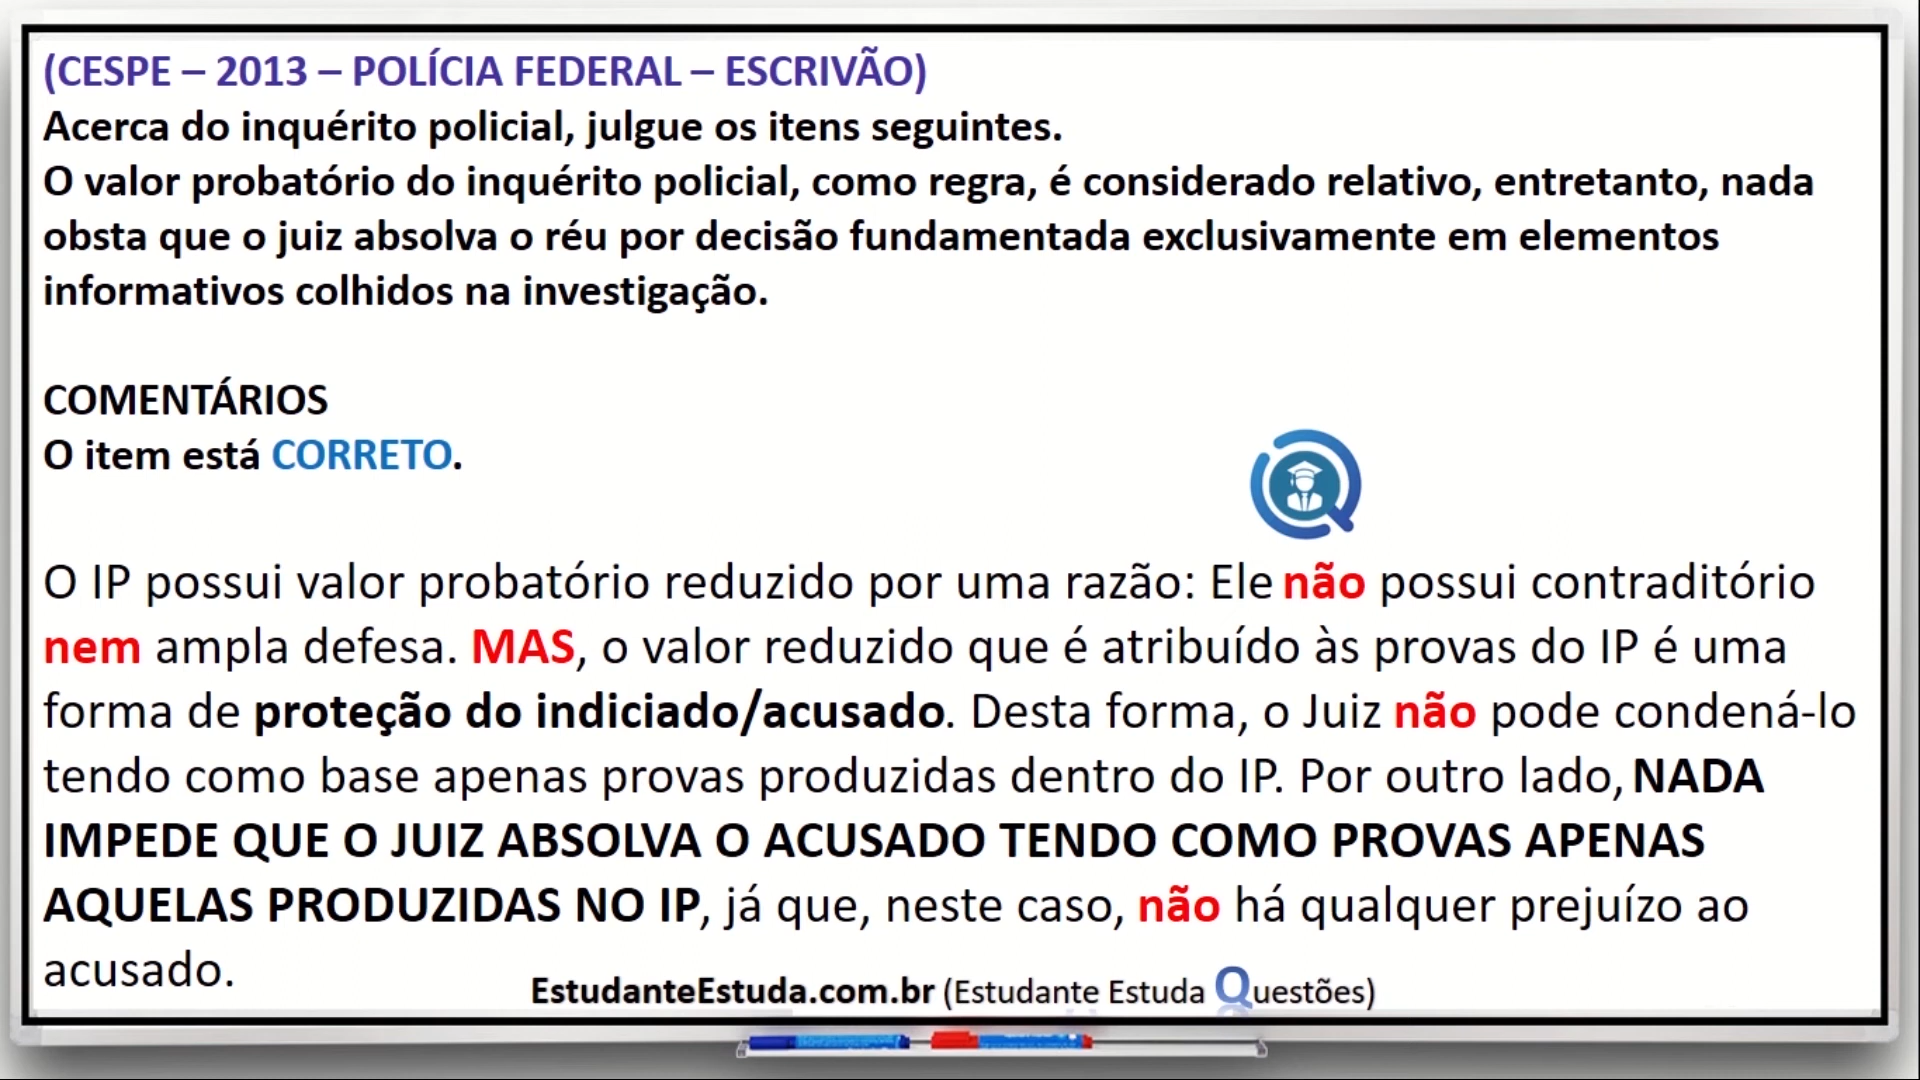 (CESPE – 2013 – POLÍCIA FEDERAL – ESCRIVÃO)
Acerca do inquérito policial, julgue os itens seguintes.
O valor probatório do inquérito policial, como regra, é considerado relativo, entretanto, nada
obsta que o juiz absolva o réu por decisão fundamentada exclusivamente em elementos
informativos colhidos na investigação.
COMENTÁRIOS
O item está CORRETO.
O IP possui valor probatório reduzido por uma razão: Ele não possui contraditório
nem ampla defesa. MAS, o valor reduzido que é atribuído às provas do IP é uma
forma de proteção do indiciado/acusado. Desta forma, o Juiz não pode condená-lo
tendo como base apenas provas produzidas dentro do IP. Por outro lado, NADA
IMPEDE QUE O JUIZ ABSOLVA O ACUSADO TENDO COMO PROVAS APENAS
AQUELAS PRODUZIDAS NO IP, já que, neste caso, não há qualquer prejuízo ao
acusado.
EstudanteEstuda.com.br (Estudante Estuda Questões)